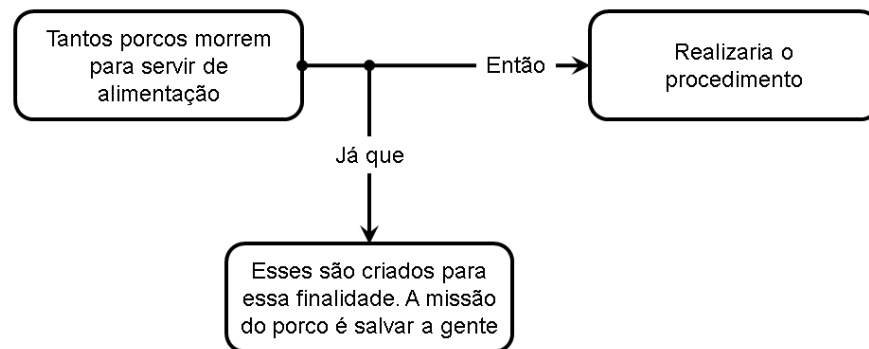 Tantos porcos morrem
para servir de
alimentação
Então
Realizaria o
procedimento
Já que
Esses são criados para
essa finalidade. A missão
do porco é salvar a gente